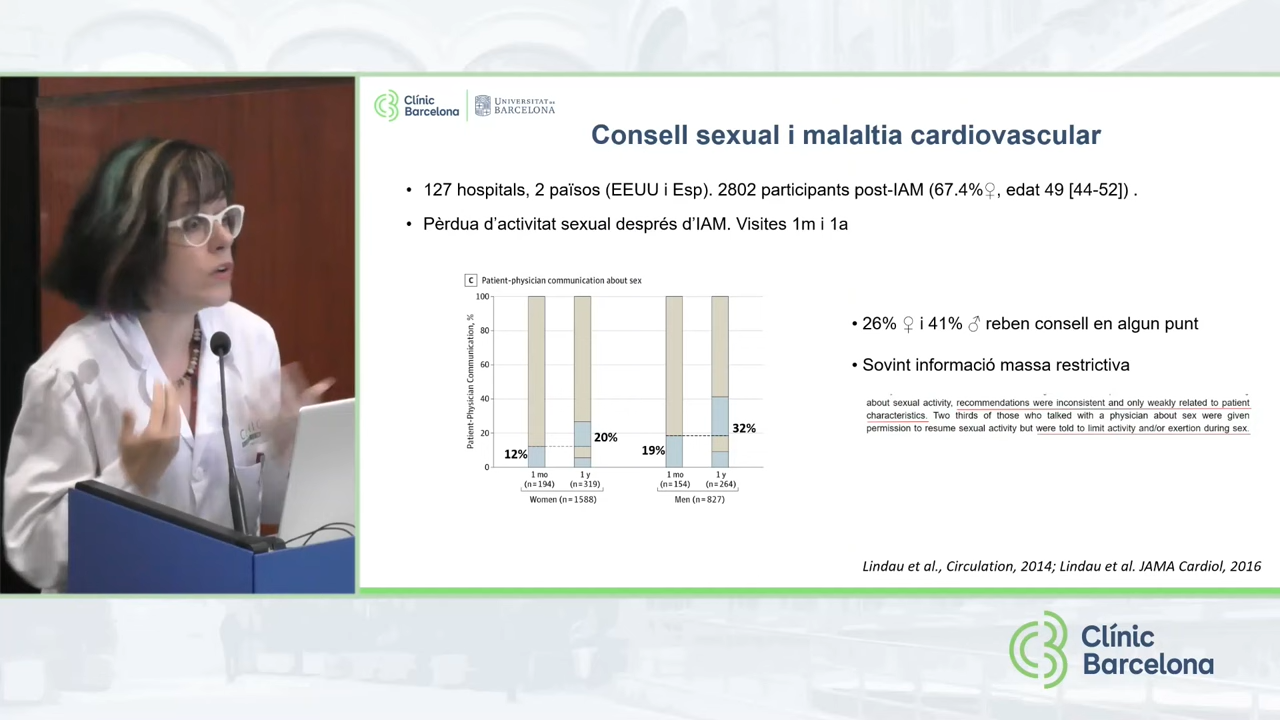 Clínic
Barcelona
UNIVERSITAT DE
BARCELONA
Consell sexual i malaltia cardiovascular
• 127 hospitals, 2 països (EEUU i Esp). 2802 participants post-IAM (67.4%♀, edat 49 [44-52]) .
• Pèrdua d’activitat sexual després d’IAM. Visites 1m i 1a
C Patient-physician communication about sex
Patient-Physician Communication, %
100
80
60
40
20
0
12%
20%
19%
32%
1 mo
(n=194)
1 y
(n=319)
1 mo
(n=154)
1 y
(n=264)
Women (n=1588)
Men (n=827)
• 26% ♀ i 41% ♂ reben consell en algun punt
• Sovint informació massa restrictiva
about sexual activity, recommendations were inconsistent and only weakly related to patient
characteristics. Two thirds of those who talked with a physician about sex were given
permission to resume sexual activity but were told to limit activity and/or exertion during sex.
Lindau et al., Circulation, 2014; Lindau et al. JAMA Cardiol, 2016
Clínic
Barcelona